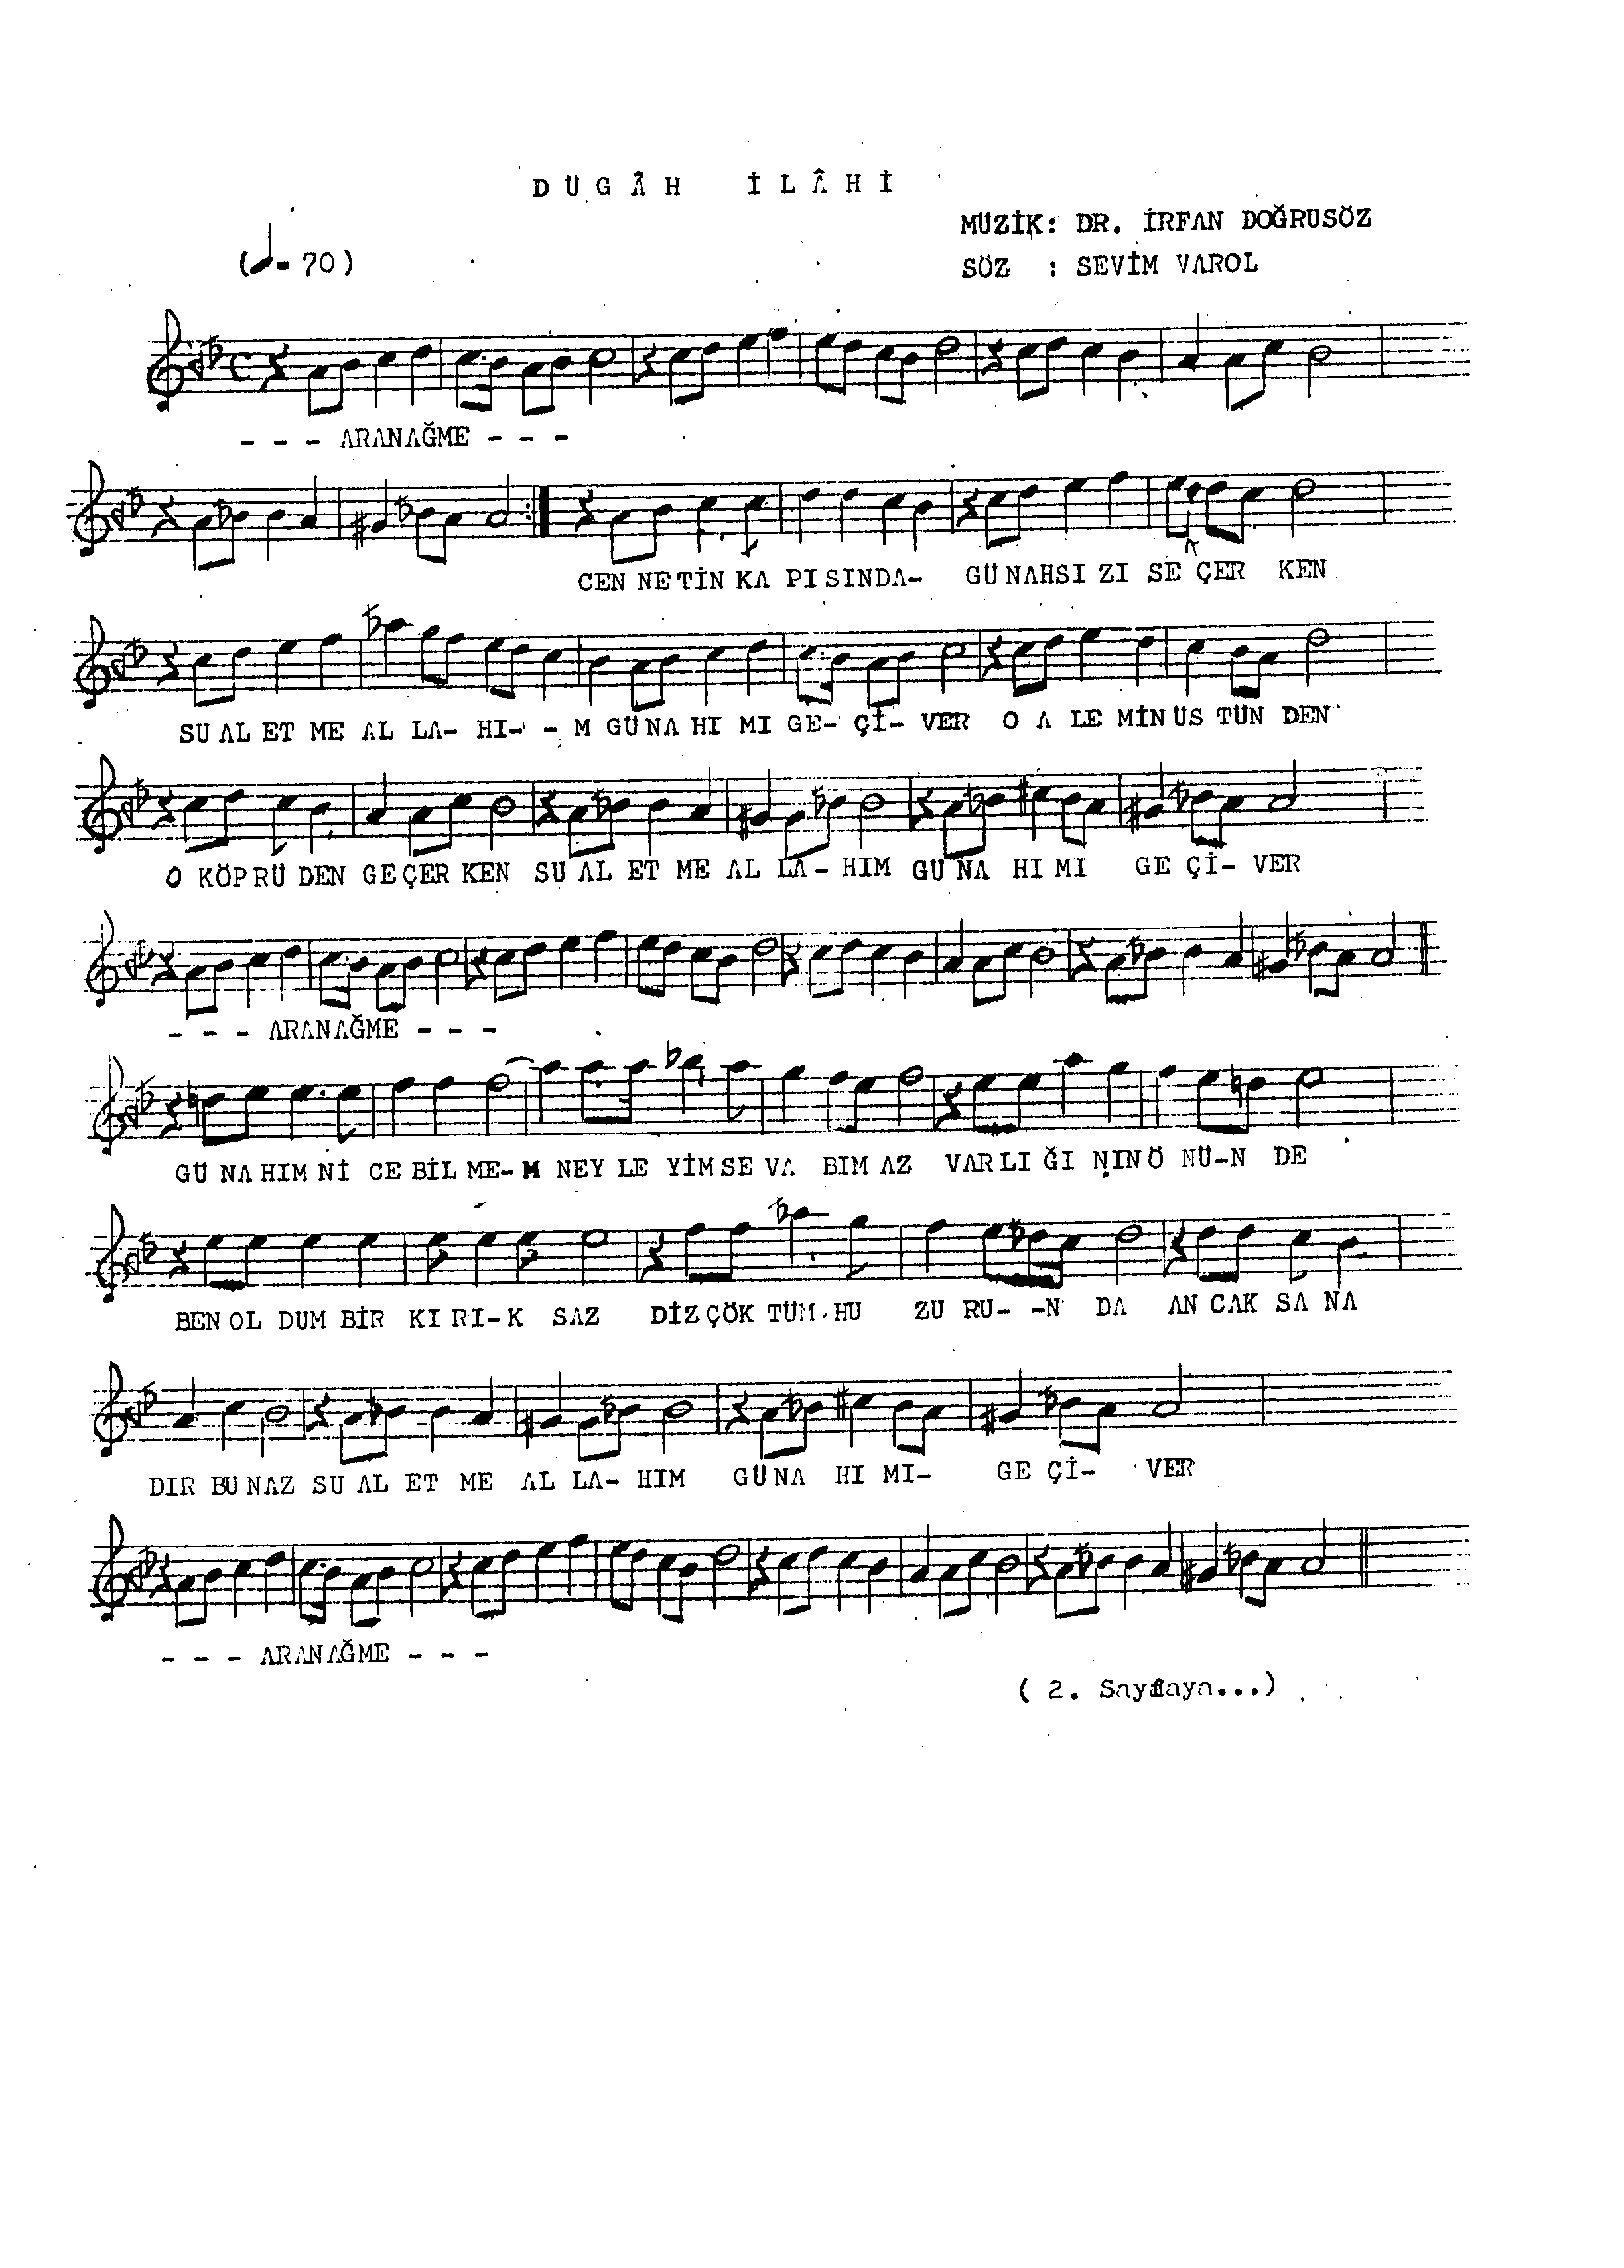 DÜGÂH İLÂHİ
MÜZİK: DR. İRFAN DOĞRUSÖZ
(♩=70)
SÖZ : SEVİM VAROL
- - - ARANAĞME - - -
CEN NE TİN KA PI SINDA- GÜ NAHSI ZI SE ÇER KEN
SU AL ET ME AL LA- HI- - M GÜ NA HI MI GE- Çİ- VER O A LE MİN ÜS TÜN DEN
O KÖP RÜ DEN GE ÇER KEN SU AL ET ME AL LA- HIM GÜ NA HI MI GE Çİ- VER
- - - ARANAĞME - - -
GÜ NA HIM Nİ CE BİL ME- M NEY LE YİM SE VA BIM AZ VAR LI ĞI NIN Ö NÜ-N DE
BEN OL DUM BİR KI RI-K SAZ DİZ ÇÖK TÜM HU ZU RU- -N DA AN CAK SA NA
DIR BU NAZ SU AL ET ME AL LA- HIM GÜ NA HI MI- GE Çİ- VER
- - - ARANAĞME - - -
( 2. Sayfaya...)